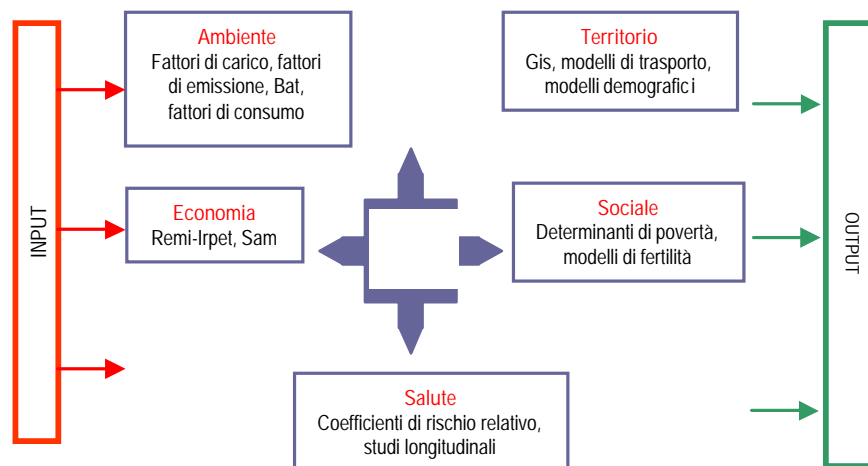 INPUT
Ambiente
Fattori di carico, fattori
di emissione, Bat,
fattori di consumo
Territorio
Gis, modelli di trasporto,
modelli demografici
Economia
Remi-Irpet, Sam
Sociale
Determinanti di povertà,
modelli di fertilità
Salute
Coefficienti di rischio relativo,
studi longitudinali
OUTPUT